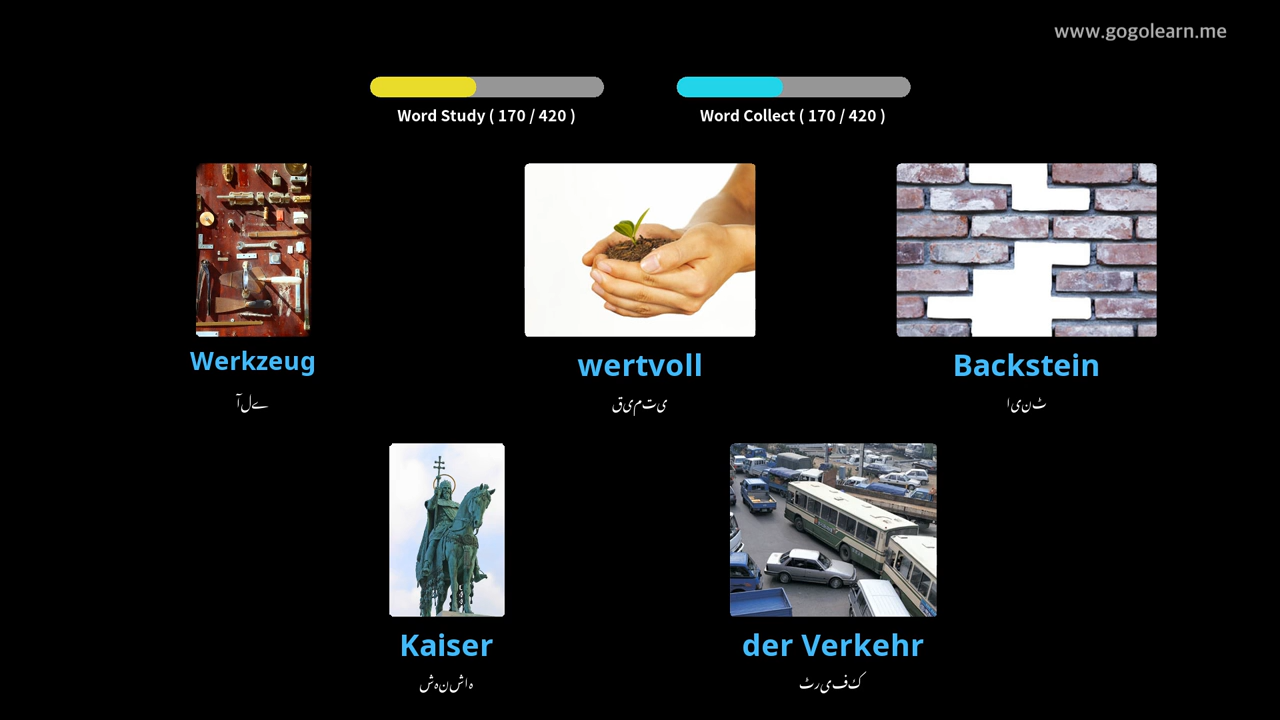 www.gogolearn.me
Word Study ( 170 / 420 )
Word Collect ( 170 / 420 )
Werkzeug
آلے
wertvoll
قیمتی
Backstein
اینٹ
Kaiser
شہنشاہ
der Verkehr
ٹریفک